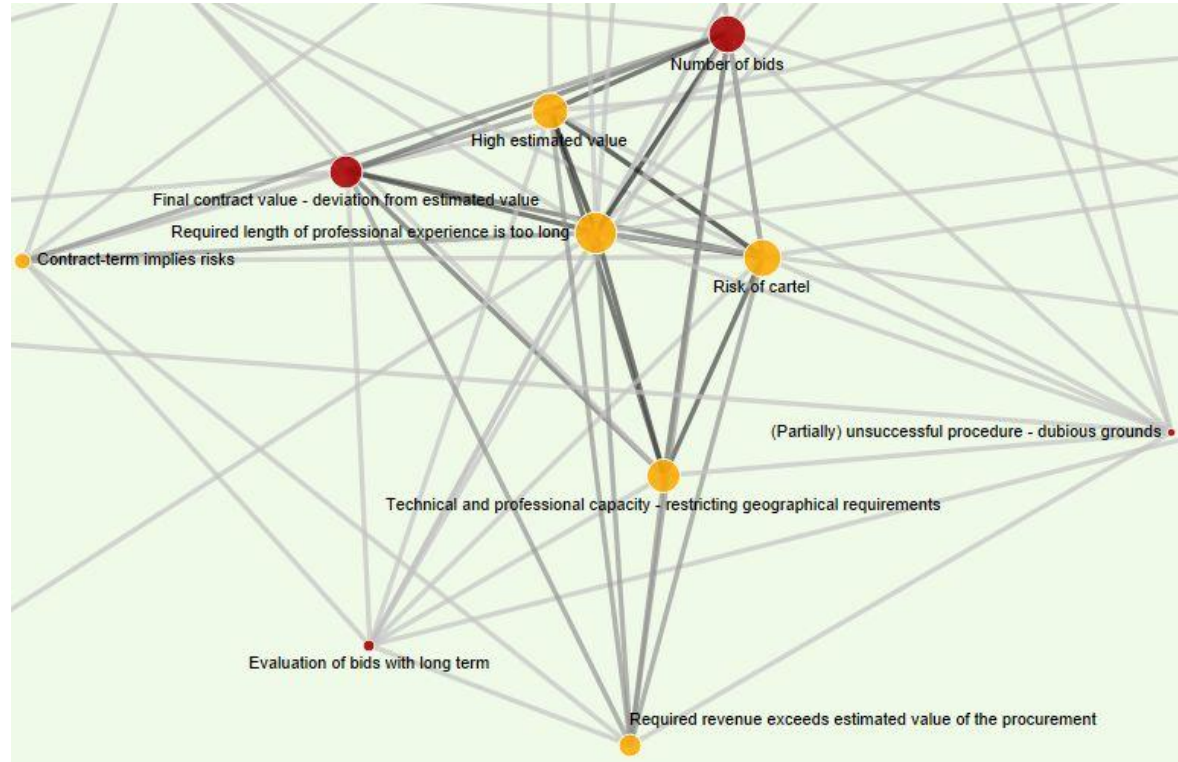 Number of bids
High estimated value
Final contract value - deviation from estimated value
Required length of professional experience is too long
Contract-term implies risks
Risk of cartel
(Partially) unsuccessful procedure - dubious grounds
Technical and professional capacity - restricting geographical requirements
Evaluation of bids with long term
Required revenue exceeds estimated value of the procurement